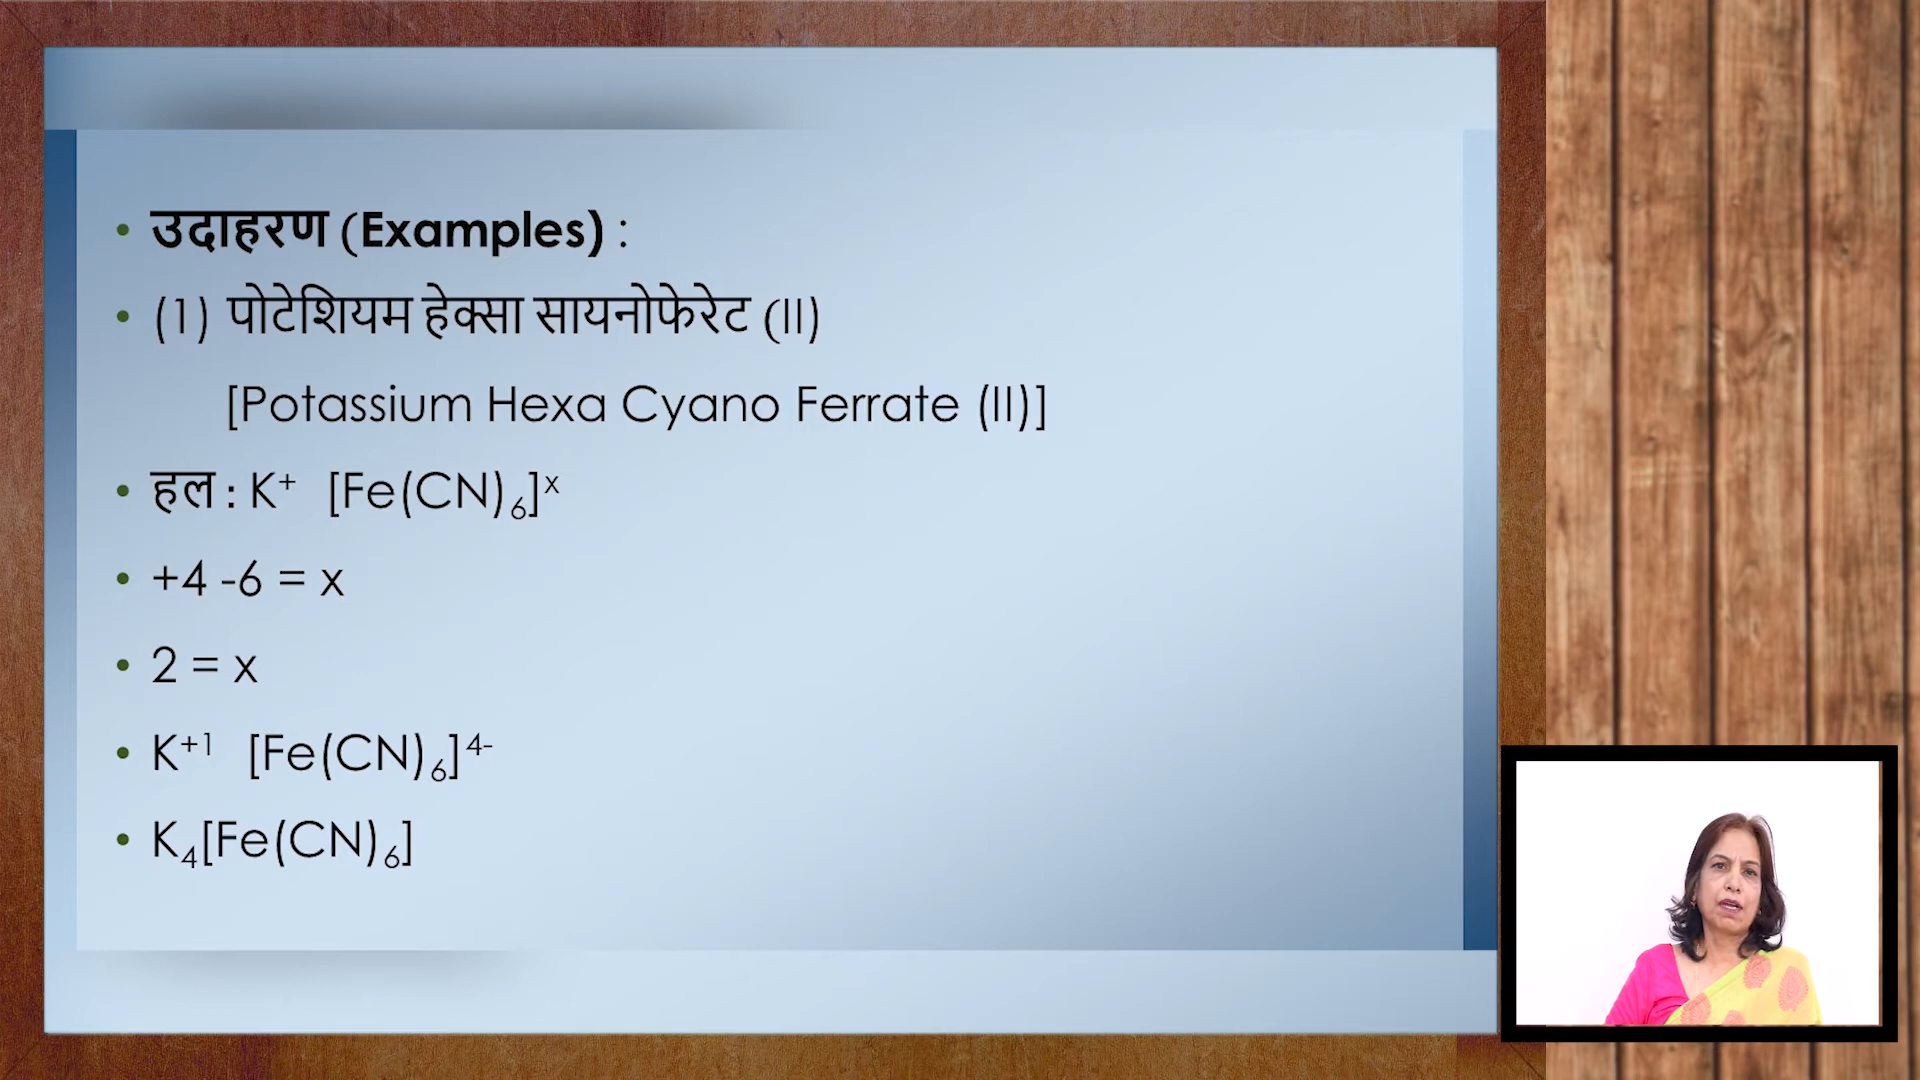 • उदाहरण (Examples) :
• (1) पोटेशियम हेक्सा सायनोफेरेट (II)
[Potassium Hexa Cyano Ferrate (II)]
• हल : K⁺ [Fe(CN)₆]ˣ
• +4 -6 = x
• 2 = x
• K⁺¹ [Fe(CN)₆]⁴⁻
• K₄[Fe(CN)₆]